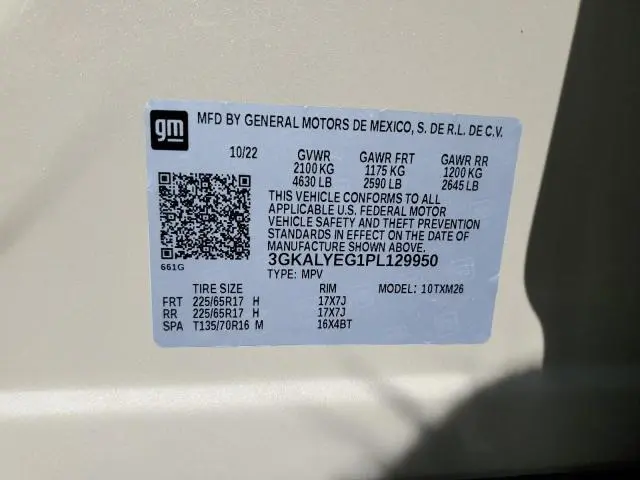 gm MFD BY GENERAL MOTORS DE MEXICO, S. DE R.L. DE C.V.
10/22 GVWR GAWR FRT GAWR RR
2100 KG 1175 KG 1200 KG
4630 LB 2590 LB 2645 LB
THIS VEHICLE CONFORMS TO ALL
APPLICABLE U.S. FEDERAL MOTOR
VEHICLE SAFETY AND THEFT PREVENTION
STANDARDS IN EFFECT ON THE DATE OF
MANUFACTURE SHOWN ABOVE.
661G 3GKALYEG1PL129950
TYPE: MPV MODEL: 10TXM26
TIRE SIZE RIM
FRT 225/65R17 H 17X7J
RR 225/65R17 H 17X7J
SPA T135/70R16 M 16X4BT